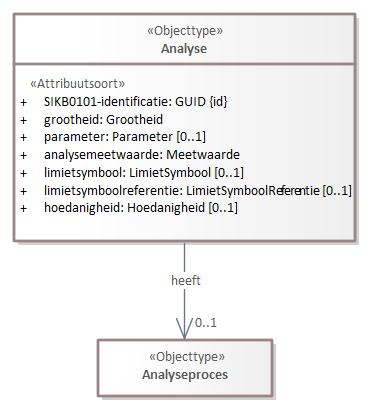 «Objecttype»
Analyse
«Attribuutsoort»
+ SIKB0101-identificatie: GUID {id}
+ grootheid: Grootheid
+ parameter: Parameter [0..1]
+ analysemeetwaarde: Meetwaarde
+ limietsymbool: LimietSymbool [0..1]
+ limietsymboolreferentie: LimietSymboolReferentie [0..1]
+ hoedanigheid: Hoedanigheid [0..1]
heeft
0..1
«Objecttype»
Analyseproces